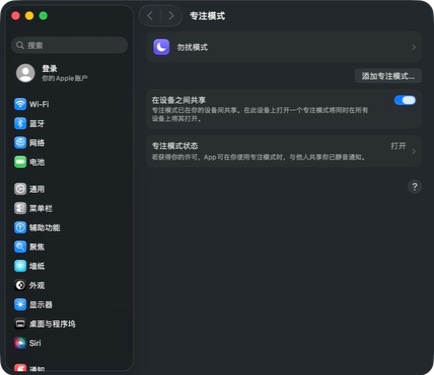 专注模式
搜索
登录
你的 Apple账户
Wi-Fi
蓝牙
网络
电池
通用
菜单栏
辅助功能
聚焦
墙纸
外观
显示器
桌面与程序坞
Siri
通知
勿扰模式
添加专注模式...
在设备之间共享
专注模式已在你的设备间共享。在此设备上打开一个专注模式将同时在所有
设备上将其打开。
专注模式状态
打开
若获得你的许可，App可在你使用专注模式时，与他人共享你已静音通知。
?